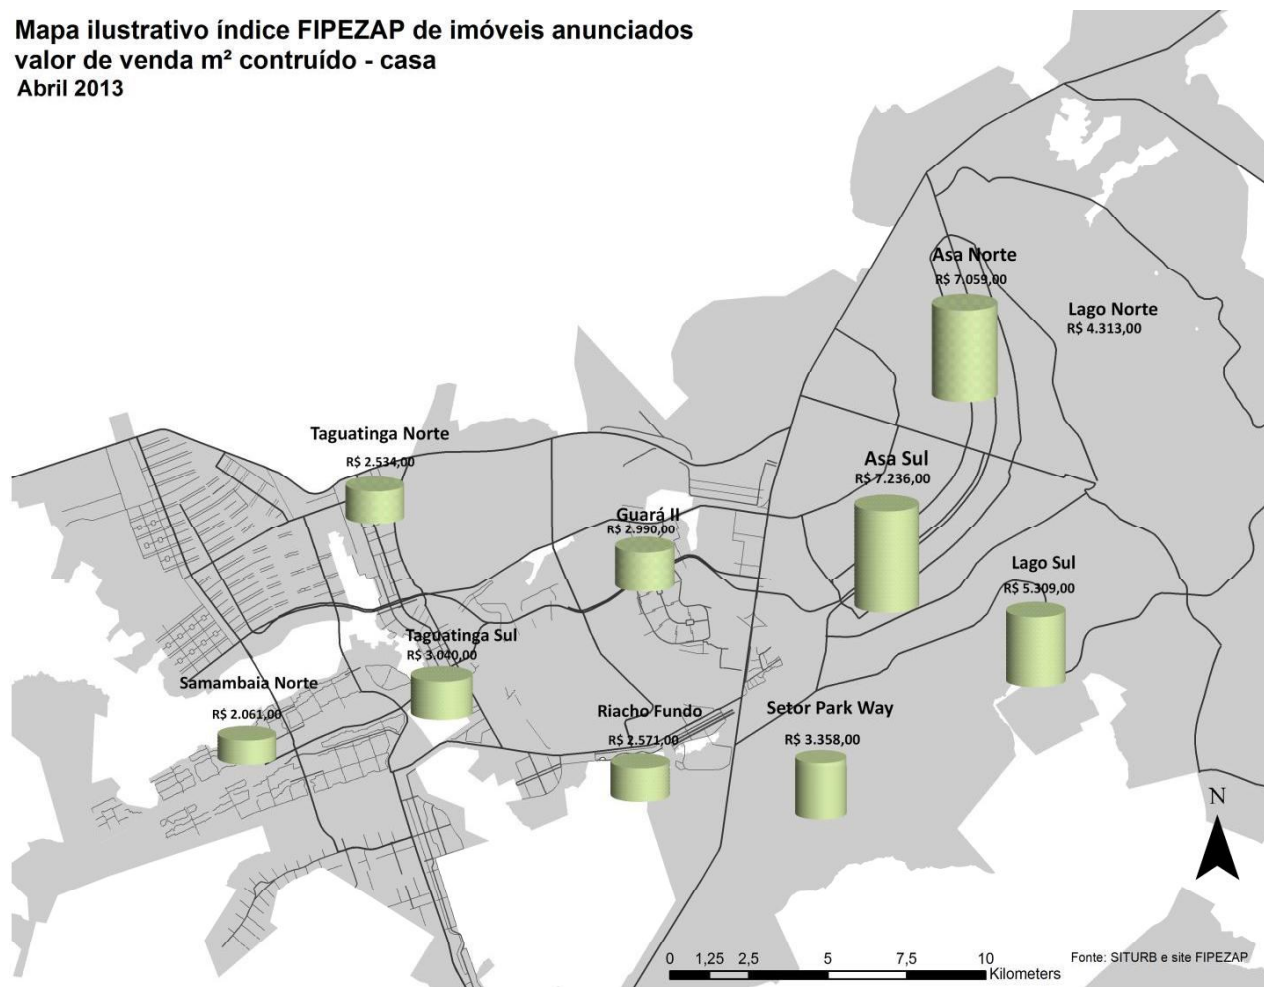 Mapa ilustrativo índice FIPEZAP de imóveis anunciados
valor de venda m² contruído - casa
Abril 2013
Asa Norte
R$ 7.059,00
Lago Norte
R$ 4.313,00
Taguatinga Norte
R$ 2.534,00
Asa Sul
R$ 7.236,00
Guará II
R$ 2.990,00
Lago Sul
R$ 5.309,00
Taguatinga Sul
R$ 3.040,00
Samambaia Norte
R$ 2.061,00
Riacho Fundo
R$ 2.571,00
Setor Park Way
R$ 3.358,00
N
0 1,25 2,5 5 7,5 10
Kilometers
Fonte: SITURB e site FIPEZAP